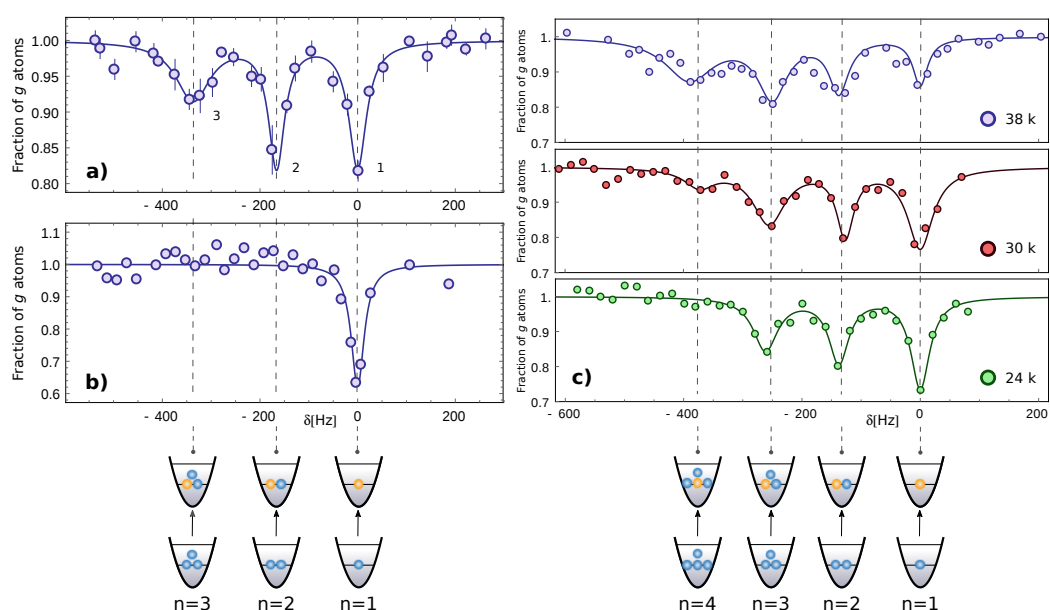 Fraction of g atoms
1.00
0.95
0.90
0.85
0.80
a)
3
2
1
- 400
- 200
0
200
Fraction of g atoms
1.1
1.0
0.9
0.8
0.7
0.6
b)
- 400
- 200
0
200
δ[Hz]
n=3
n=2
n=1
Fraction of g atoms
1.
0.9
0.8
0.7
38 k
Fraction of g atoms
1.
0.9
0.8
0.7
30 k
Fraction of g atoms
1.
0.9
0.8
0.7
c)
24 k
- 600
- 400
- 200
0
200
δ[Hz]
n=4
n=3
n=2
n=1